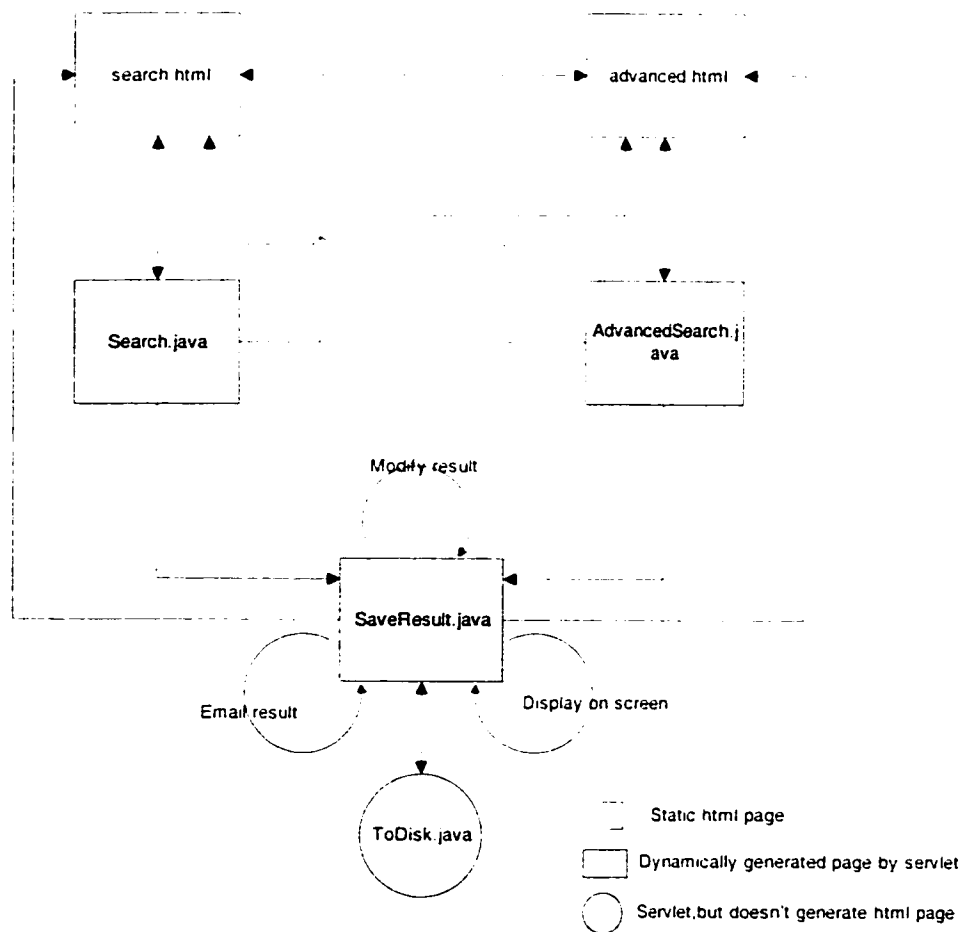 search html
advanced html
Search.java
AdvancedSearch.j
ava
Modify result
SaveResult.java
Email result
Display on screen
ToDisk.java
Static html page
Dynamically generated page by servlet
Servlet,but doesn't generate html page